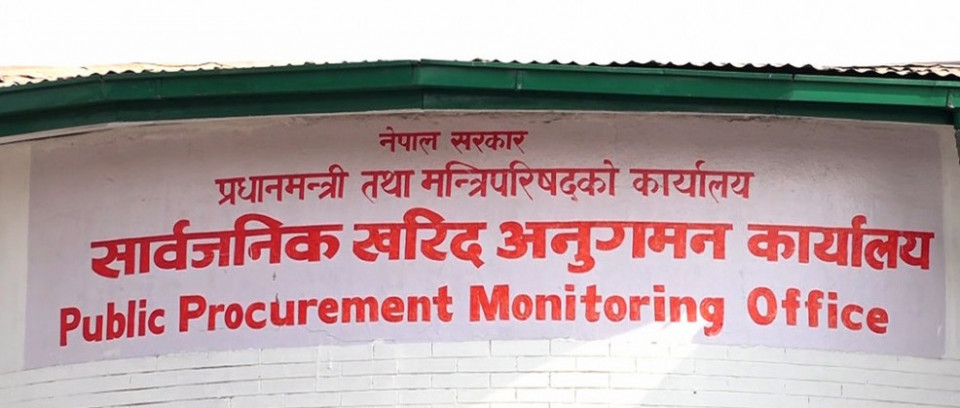 नेपाल सरकार
प्रधानमन्त्री तथा मन्त्रिपरिषद्को कार्यालय
सार्वजनिक खरिद अनुगमन कार्यालय
Public Procurement Monitoring Office